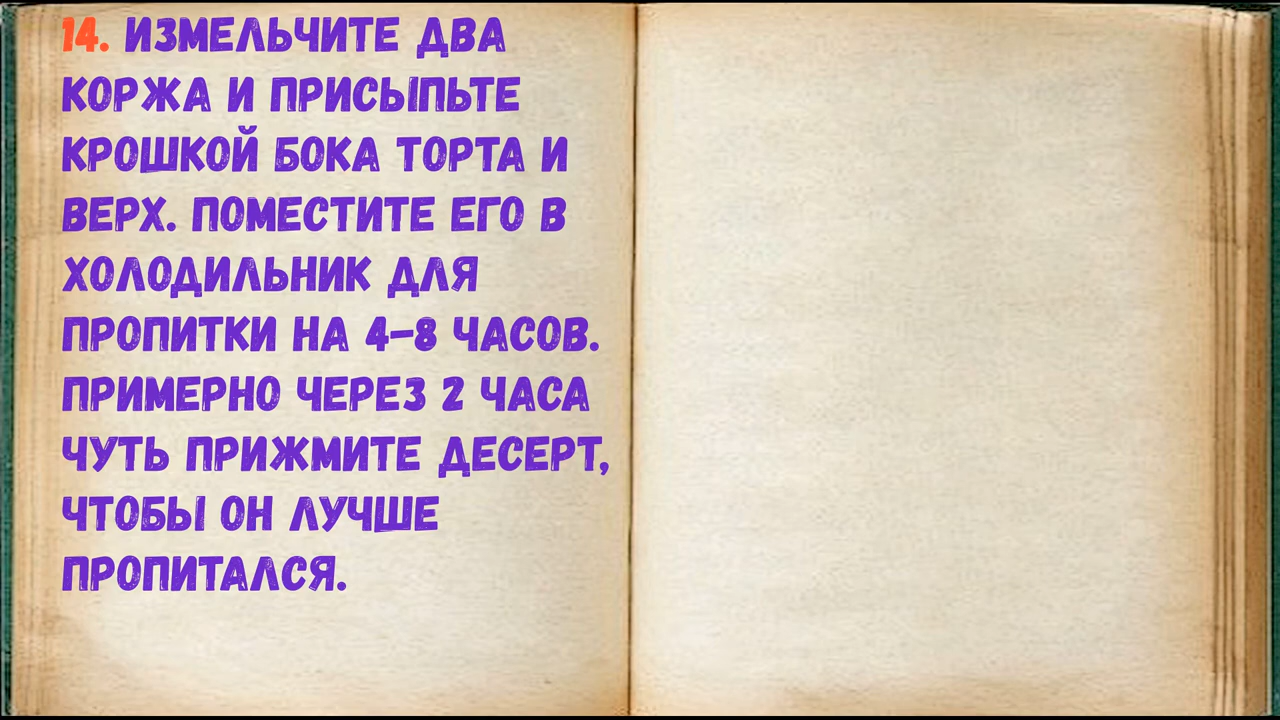 14. ИЗМЕЛЬЧИТЕ ДВА
КОРЖА И ПРИСЫПЬТЕ
КРОШКОЙ БОКА ТОРТА И
ВЕРХ. ПОМЕСТИТЕ ЕГО В
ХОЛОДИЛЬНИК ДЛЯ
ПРОПИТКИ НА 4-8 ЧАСОВ.
ПРИМЕРНО ЧЕРЕЗ 2 ЧАСА
ЧУТЬ ПРИЖМИТЕ ДЕСЕРТ,
ЧТОБЫ ОН ЛУЧШЕ
ПРОПИТАЛСЯ.